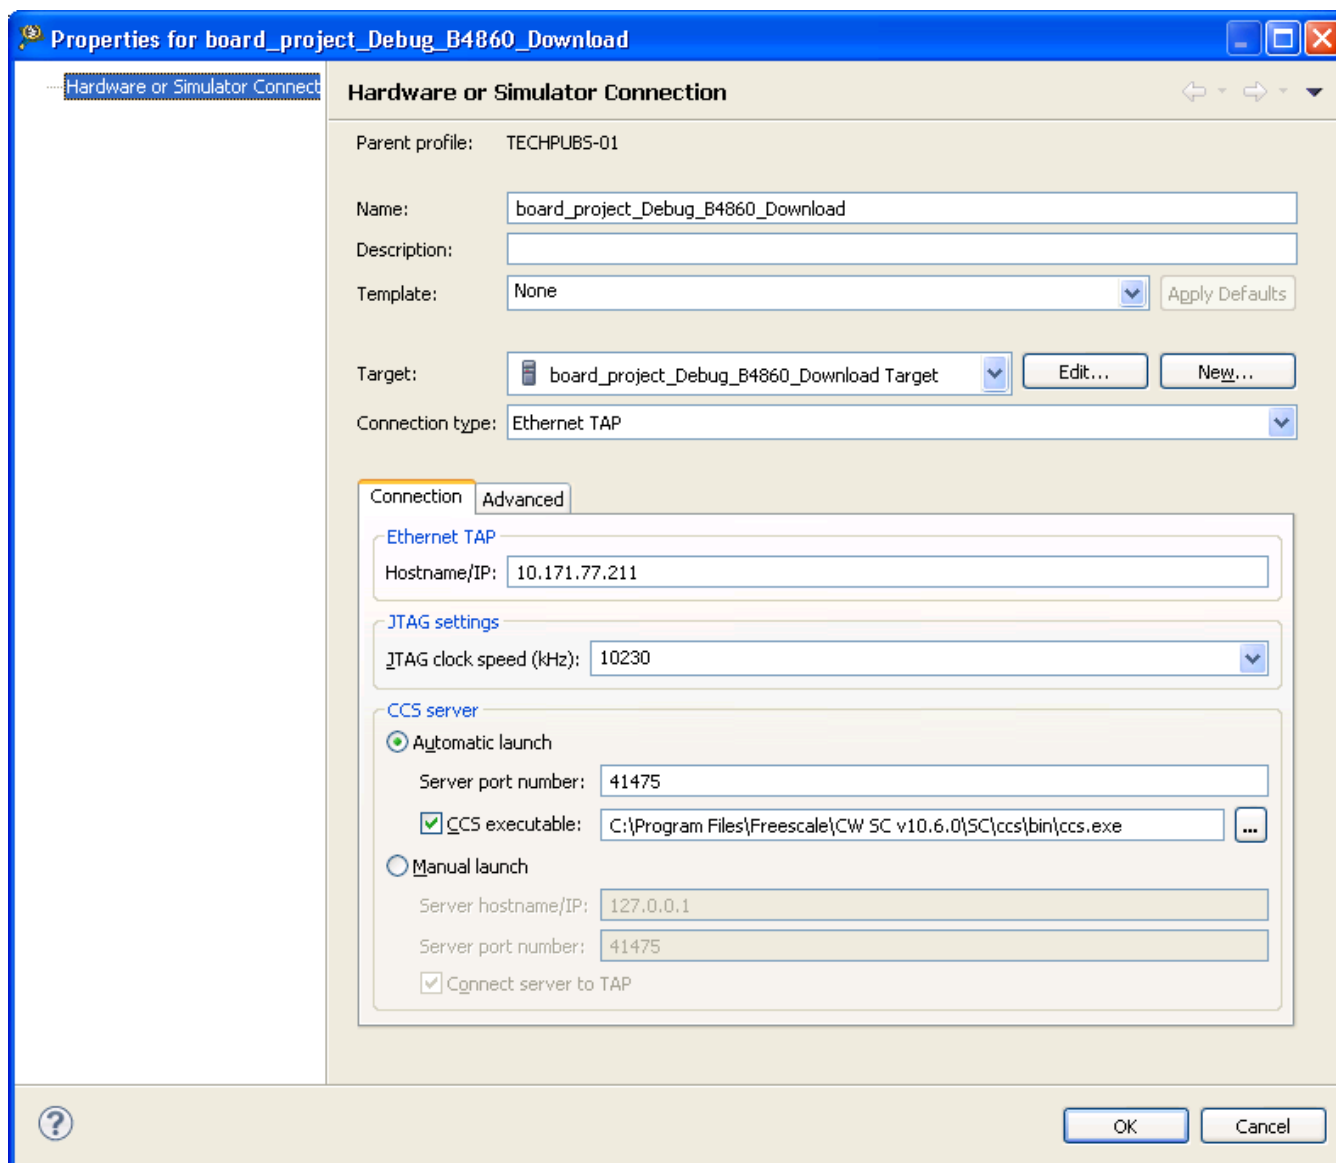 Properties for board_project_Debug_B4860_Download
Hardware or Simulator Connect
Hardware or Simulator Connection
Parent profile: TECHPUBS-01
Name: board_project_Debug_B4860_Download
Description:
Template: None Apply Defaults
Target: board_project_Debug_B4860_Download Target Edit... New...
Connection type: Ethernet TAP
Connection Advanced
Ethernet TAP
Hostname/IP: 10.171.77.211
JTAG settings
JTAG clock speed (kHz): 10230
CCS server
Automatic launch
Server port number: 41475
CCS executable: C:\Program Files\Freescale\CW SC v10.6.0\SC\ccs\bin\ccs.exe ...
Manual launch
Server hostname/IP: 127.0.0.1
Server port number: 41475
Connect server to TAP
? OK Cancel